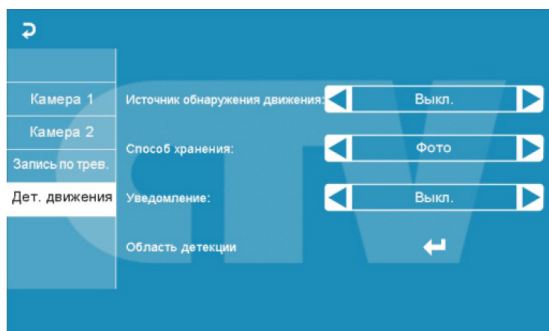 Камера 1
Источник обнаружения движения: Выкл.
Камера 2
Способ хранения: Фото
Запись по трев.
Дет. движения Уведомление: Выкл.
Область детекции
CTV